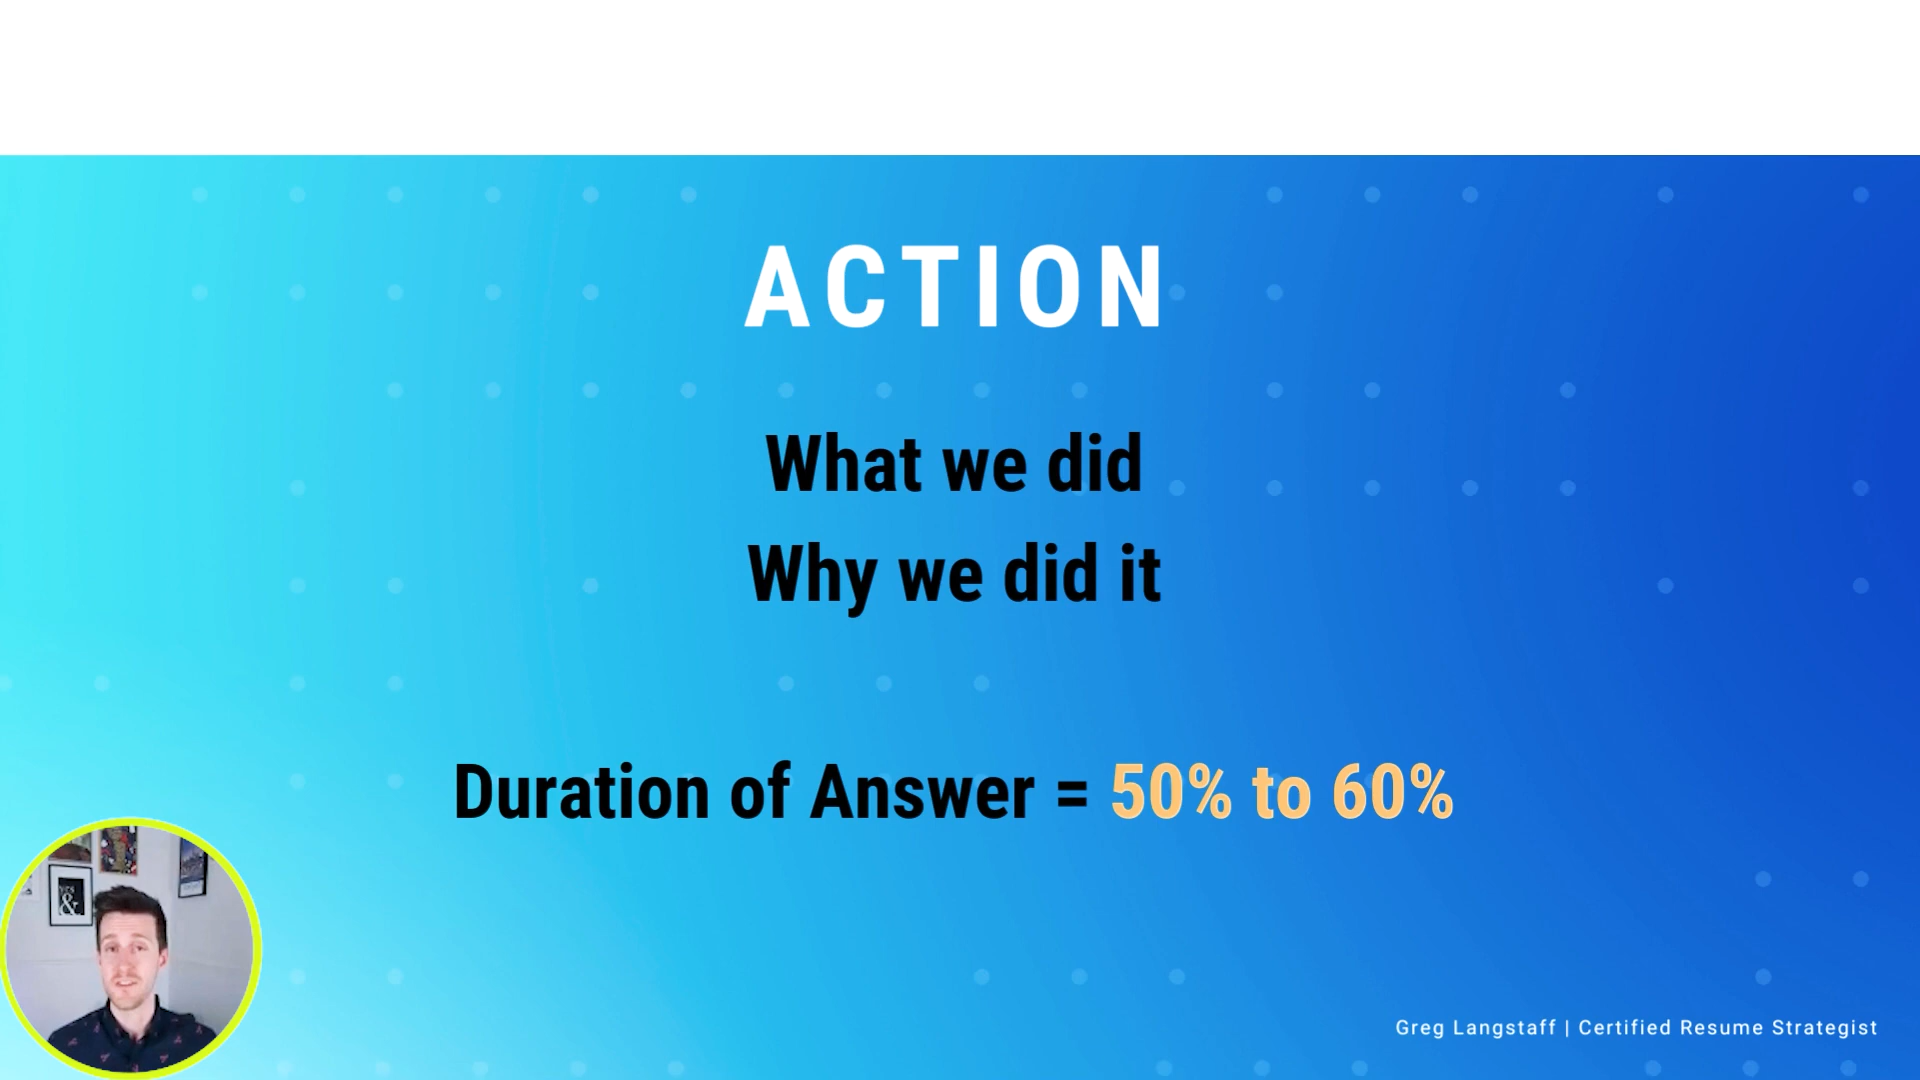 ACTION
What we did
Why we did it
Duration of Answer = 50% to 60%
yes
&
Greg Langstaff | Certified Resume Strategist